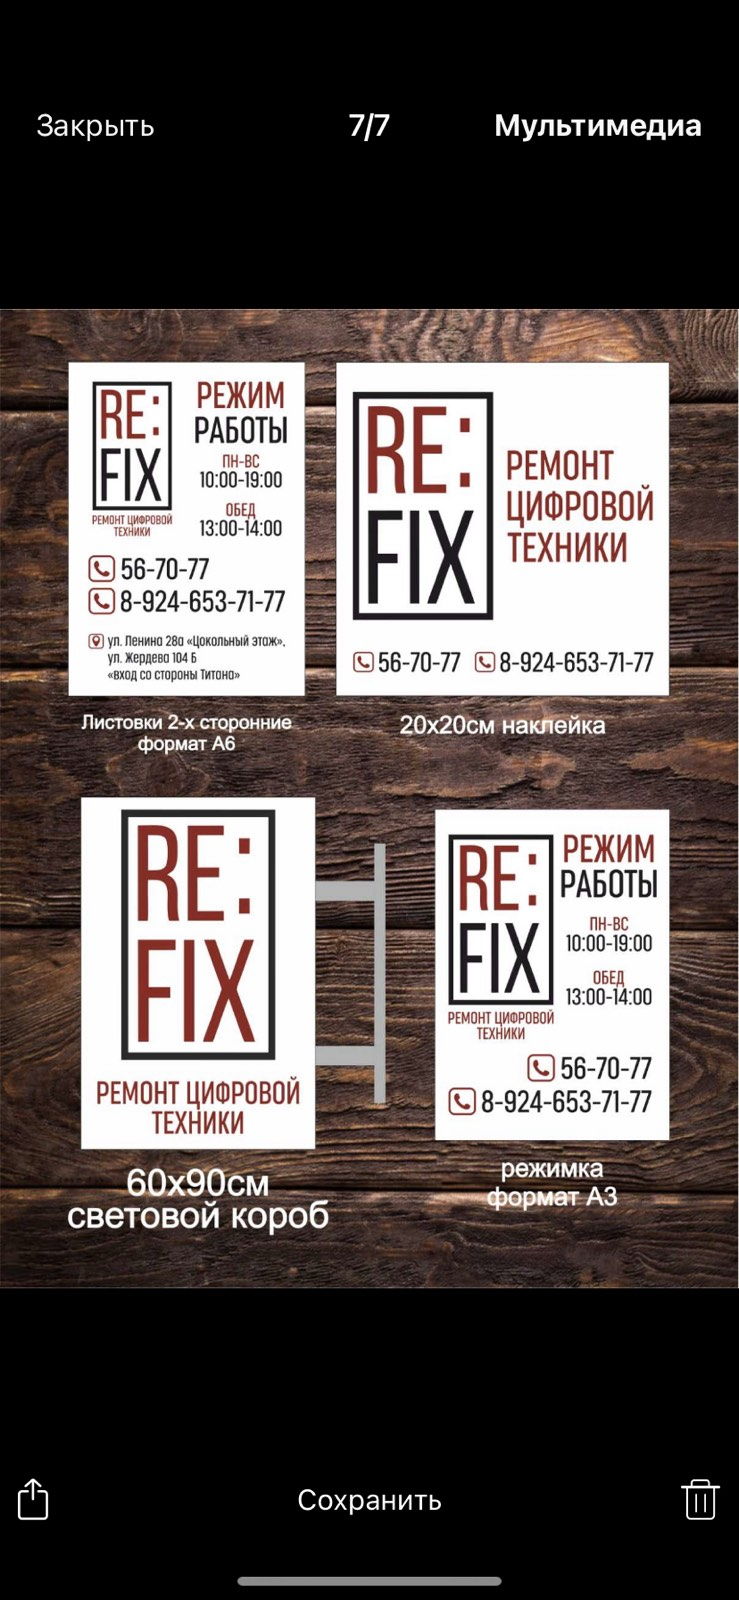 Закрыть
7/7
Мультимедиа
RE:
FIX
РЕМОНТ ЦИФРОВОЙ
ТЕХНИКИ
РЕЖИМ
РАБОТЫ
ПН-ВС
10:00-19:00
ОБЕД
13:00-14:00
56-70-77
8-924-653-71-77
ул. Ленина 28а «Цокольный этаж»,
ул. Жердева 104 Б
«вход со стороны Титана»
Листовки 2-х сторонние
формат А6
RE:
FIX
РЕМОНТ
ЦИФРОВОЙ
ТЕХНИКИ
56-70-77
8-924-653-71-77
20х20см наклейка
RE:
FIX
РЕМОНТ ЦИФРОВОЙ
ТЕХНИКИ
60х90см
световой короб
RE:
FIX
РЕМОНТ ЦИФРОВОЙ
ТЕХНИКИ
РЕЖИМ
РАБОТЫ
ПН-ВС
10:00-19:00
ОБЕД
13:00-14:00
56-70-77
8-924-653-71-77
режимка
формат А3
Сохранить